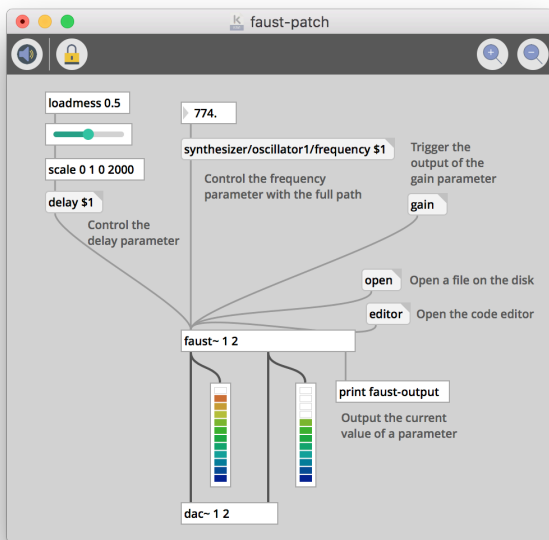 faust-patch
loadmess 0.5
774.
synthesizer/oscillator1/frequency $1
Trigger the
output of the
gain parameter
scale 0 1 0 2000
Control the frequency
parameter with the full path
delay $1
gain
Control the
delay parameter
open
Open a file on the disk
editor
Open the code editor
faust~ 1 2
print faust-output
Output the current
value of a parameter
dac~ 1 2